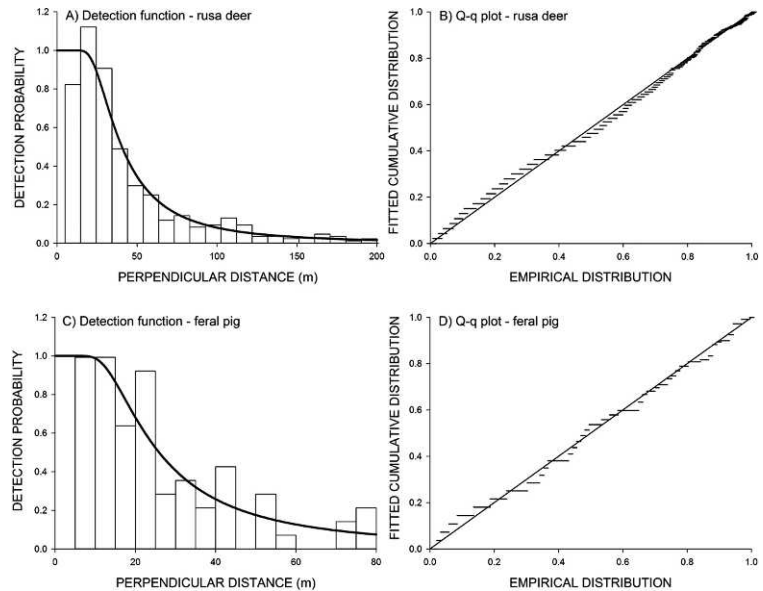 A) Detection function - rusa deer
DETECTION PROBABILITY
1.2
1.0
0.8
0.6
0.4
0.2
0.0
0 50 100 150 200
PERPENDICULAR DISTANCE (m)
B) Q-q plot - rusa deer
FITTED CUMULATIVE DISTRIBUTION
1.0
0.8
0.6
0.4
0.2
0.0
0.0 0.2 0.4 0.6 0.8 1.0
EMPIRICAL DISTRIBUTION
C) Detection function - feral pig
DETECTION PROBABILITY
1.2
1.0
0.8
0.6
0.4
0.2
0.0
0 20 40 60 80
PERPENDICULAR DISTANCE (m)
D) Q-q plot - feral pig
FITTED CUMULATIVE DISTRIBUTION
1.0
0.8
0.6
0.4
0.2
0.0
0.0 0.2 0.4 0.6 0.8 1.0
EMPIRICAL DISTRIBUTION